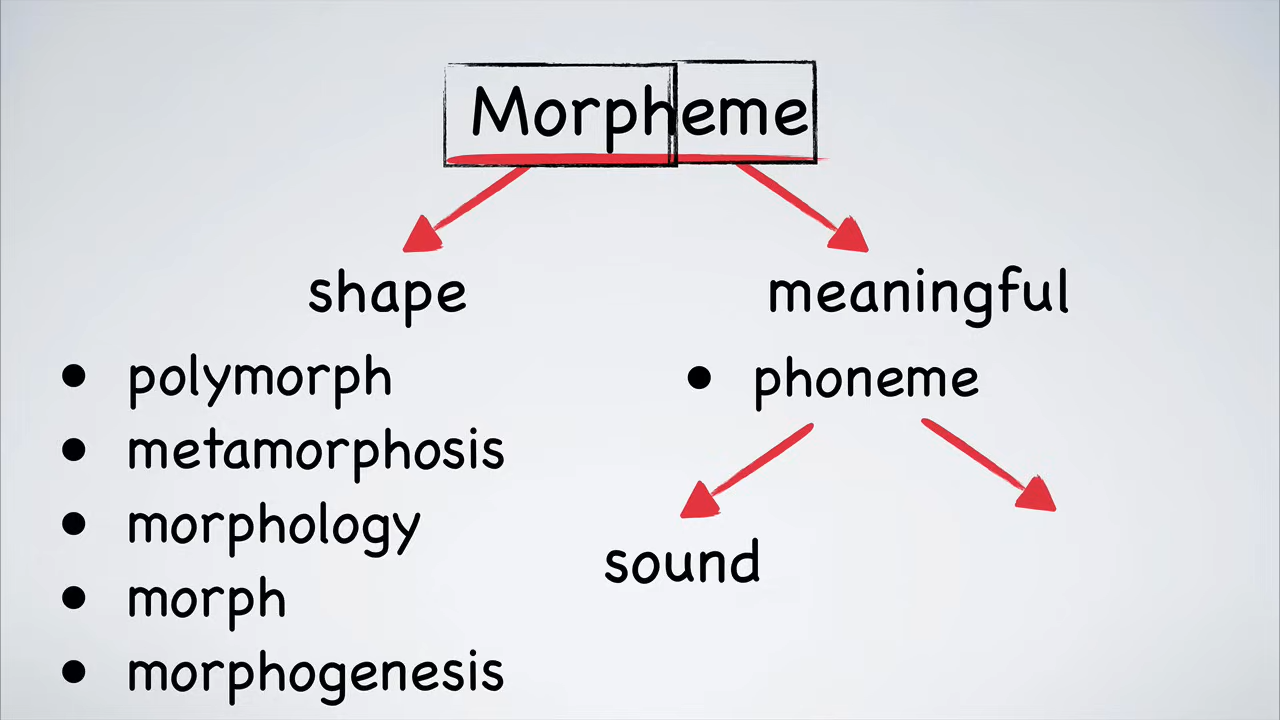 Morpheme
shape
meaningful
polymorph
metamorphosis
morphology
morph
morphogenesis
phoneme
sound